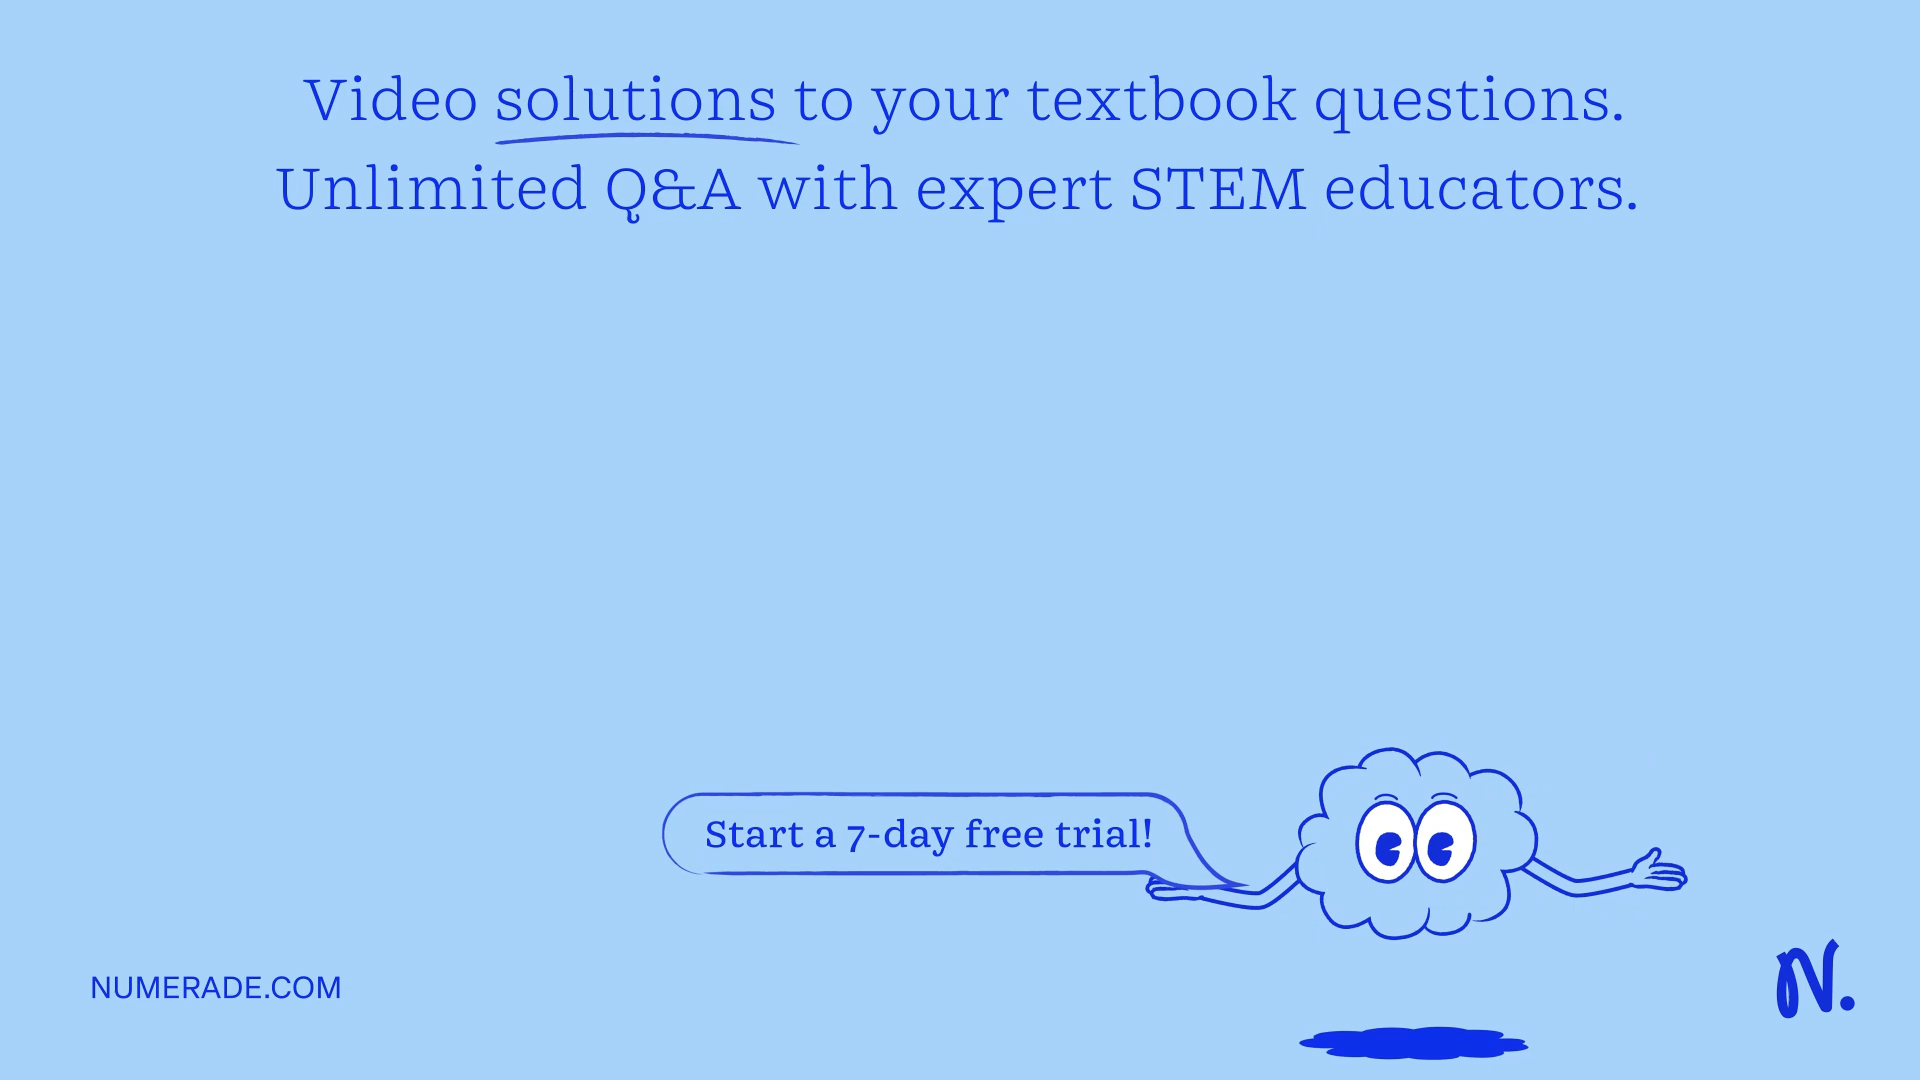 Video solutions to your textbook questions.
Unlimited Q&A with expert STEM educators.
Start a 7-day free trial!
NUMERADE.COM
N.